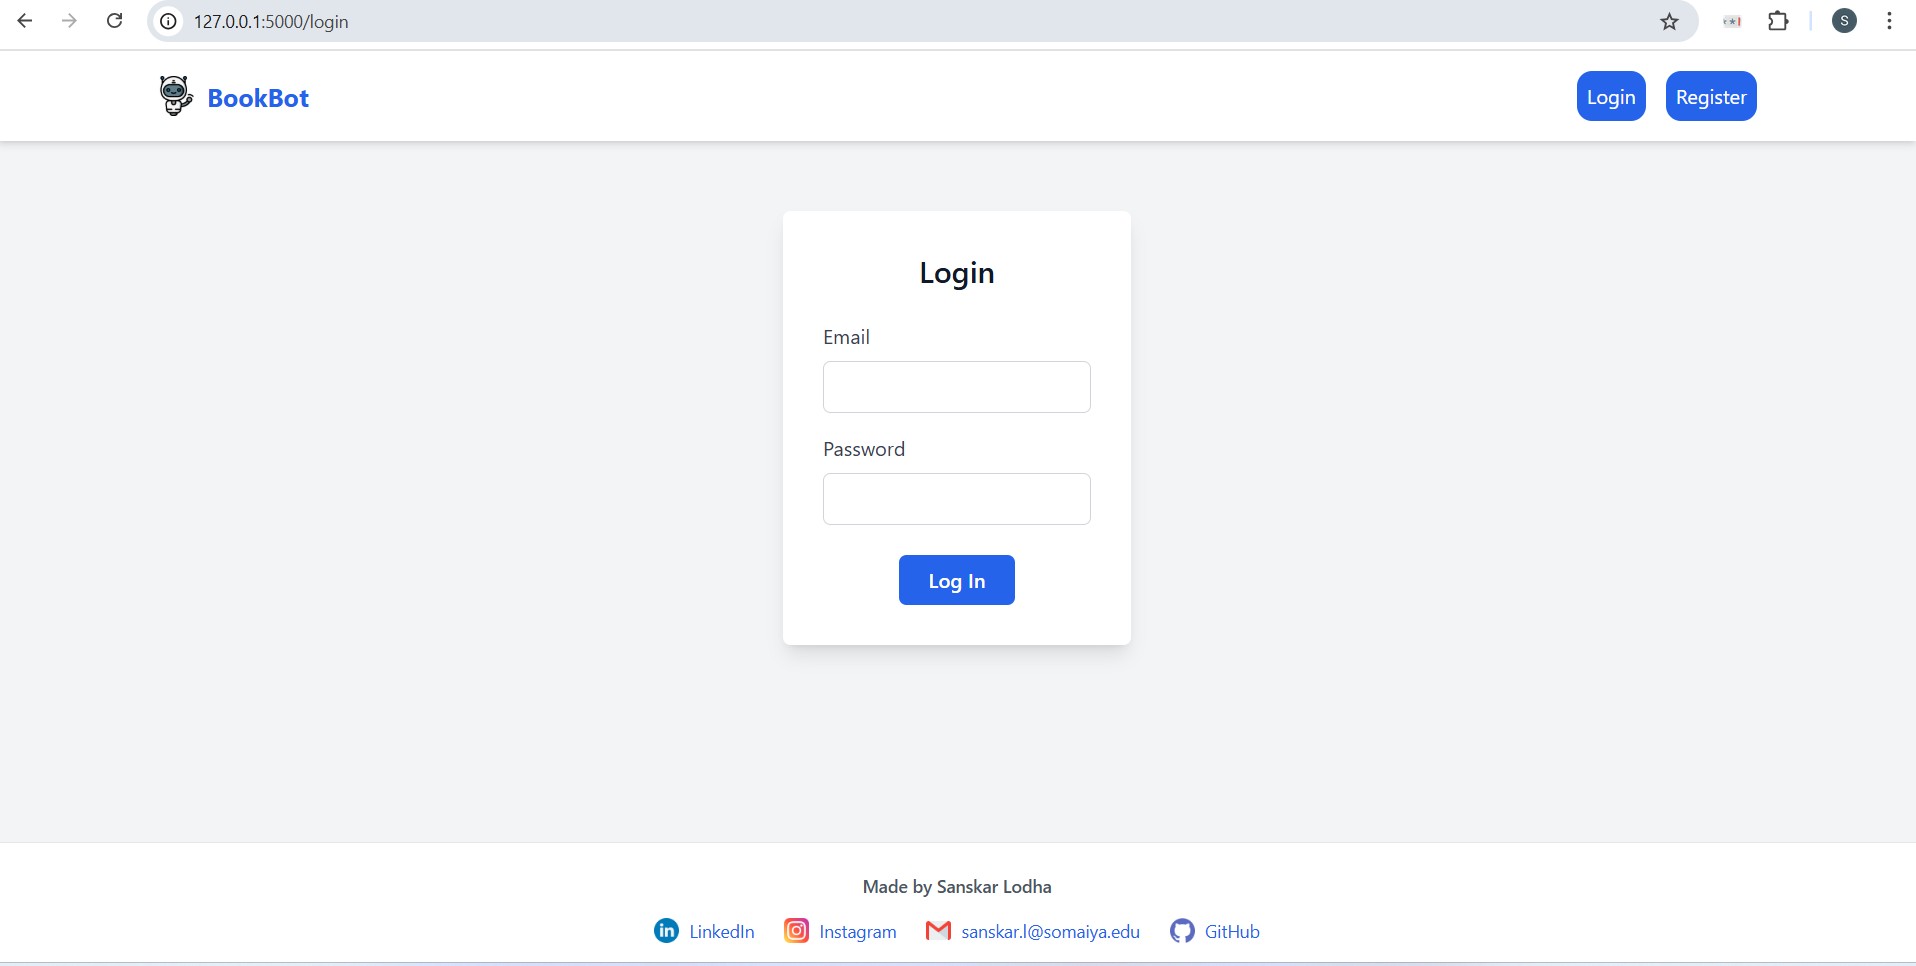 127.0.0.1:5000/login
S
BookBot
Login
Register
Login
Email
Password
Log In
Made by Sanskar Lodha
in LinkedIn
Instagram
sanskar.l@somaiya.edu
GitHub